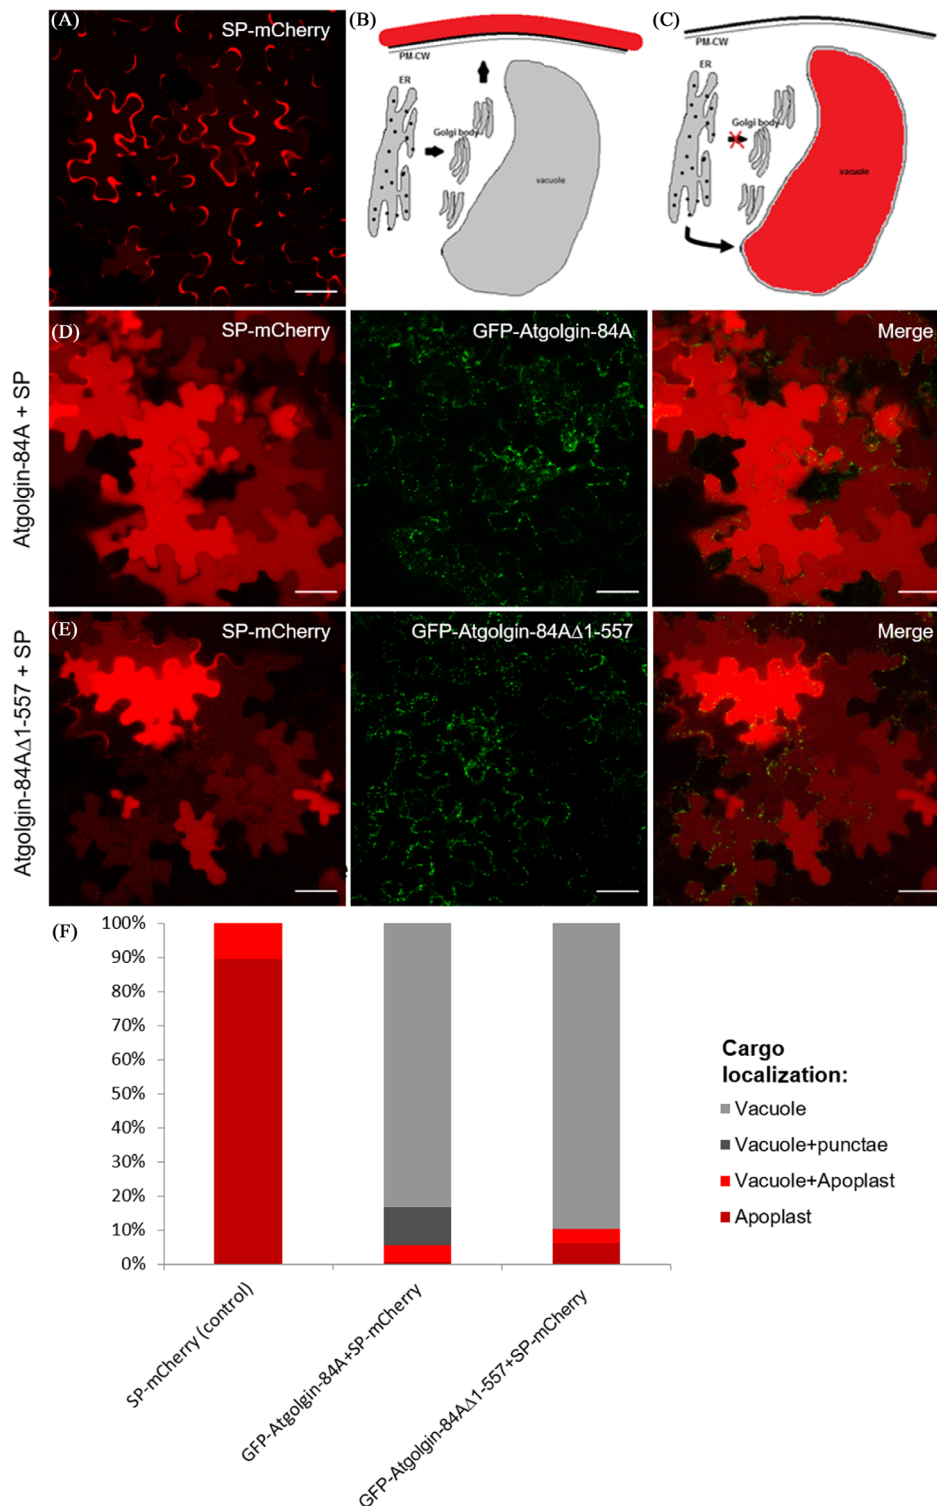 (A)
SP-mCherry
(B)
PM-CW
ER
Golgi body
vacuole
(C)
PM-CW
ER
Golgi body
vacuole
Atgolgin-84A + SP
(D)
SP-mCherry
GFP-Atgolgin-84A
Merge
Atgolgin-84AΔ1-557 + SP
(E)
SP-mCherry
GFP-Atgolgin-84AΔ1-557
Merge
(F)
100%
90%
80%
70%
60%
50%
40%
30%
20%
10%
0%
SP-mCherry (control)
GFP-Atgolgin-84A+SP-mCherry
GFP-Atgolgin-84AΔ1-557+SP-mCherry
Cargo
localization:
Vacuole
Vacuole+punctae
Vacuole+Apoplast
Apoplast